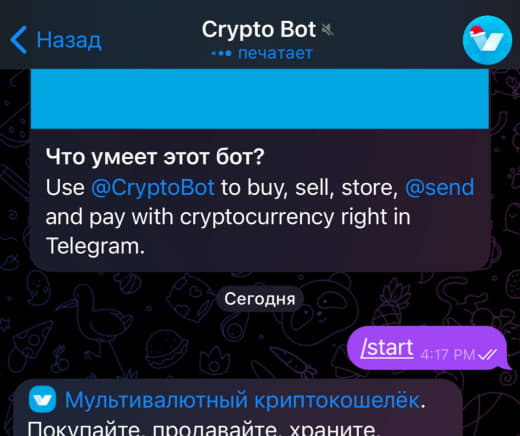 Назад
Crypto Bot
печатает
Что умеет этот бот?
Use @CryptoBot to buy, sell, store, @send
and pay with cryptocurrency right in
Telegram.
Сегодня
/start 4:17 PM
Мультивалютный криптокошелёк.
Покупайте, продавайте, храните,